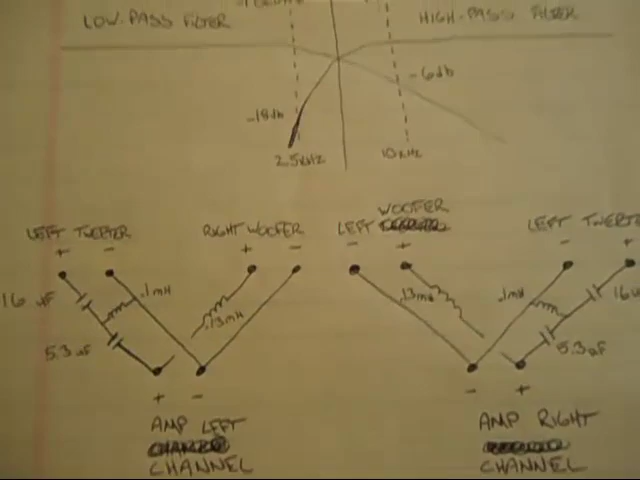 LOW-PASS FILTER
HIGH-PASS FILTER
-6db
-18db
2.5KHZ
10KHZ
LEFT TWEETER
RIGHT WOOFER
LEFT WOOFER
LEFT TWEETER
+ -
+ -
- +
- +
16 uF
.1mH
.13mH
.13mH
.1mH
16u
5.3uF
5.3uF
+ -
- +
AMP LEFT
CHANNEL
AMP RIGHT
CHANNEL